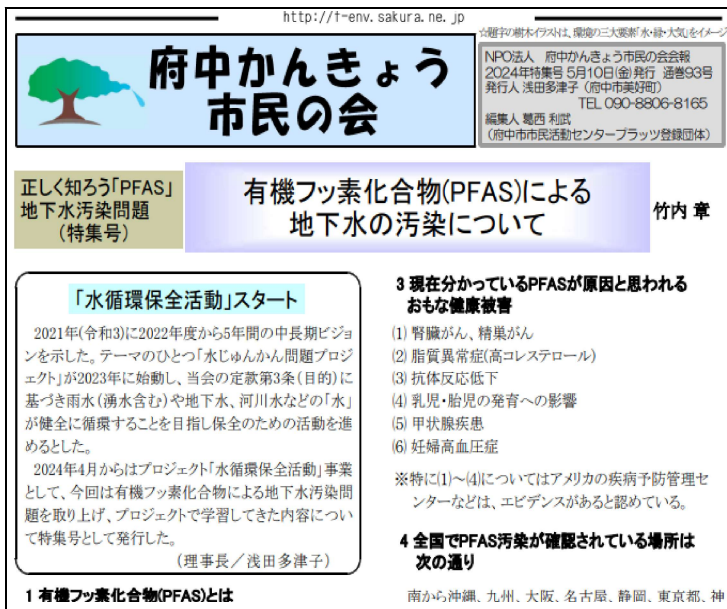 http://f-env.sakura.ne.jp
☆題字の樹木イラストは、環境の三大要素「水・緑・大気」をイメージ
府中かんきょう
市民の会
NPO法人 府中かんきょう市民の会会報
2024年特集号 5月10日(金)発行 通巻93号
発行人 浅田多津子 (府中市美好町)
TEL 090-8806-8165
編集人 葛西 利武
(府中市市民活動センタープラッツ登録団体)
正しく知ろう「PFAS」
地下水汚染問題
(特集号)
有機フッ素化合物(PFAS)による
地下水の汚染について
竹内 章
「水循環保全活動」スタート
2021年(令和3)に2022年度から5年間の中長期ビジョ
ンを示した。テーマのひとつ「水じゅんかん問題プロジ
ェクト」が2023年に始動し、当会の定款第3条(目的)に
基づき雨水(湧水含む)や地下水、河川水などの「水」
が健全に循環することを目指し保全のための活動を進
めるとした。
2024年4月からはプロジェクト「水循環保全活動」事業
として、今回は有機フッ素化合物による地下水汚染問
題を取り上げ、プロジェクトで学習してきた内容につい
て特集号として発行した。
(理事長/浅田多津子)
1 有機フッ素化合物(PFAS)とは
3 現在分かっているPFASが原因と思われる
おもな健康被害
(1) 腎臓がん、精巣がん
(2) 脂質異常症(高コレステロール)
(3) 抗体反応低下
(4) 乳児・胎児の発育への影響
(5) 甲状腺疾患
(6) 妊婦高血圧症
※特に(1)～(4)についてはアメリカの疾病予防管理セ
ンターなどは、エビデンスがあると認めている。
4 全国でPFAS汚染が確認されている場所は
次の通り
南から沖縄、九州、大阪、名古屋、静岡、東京都、神